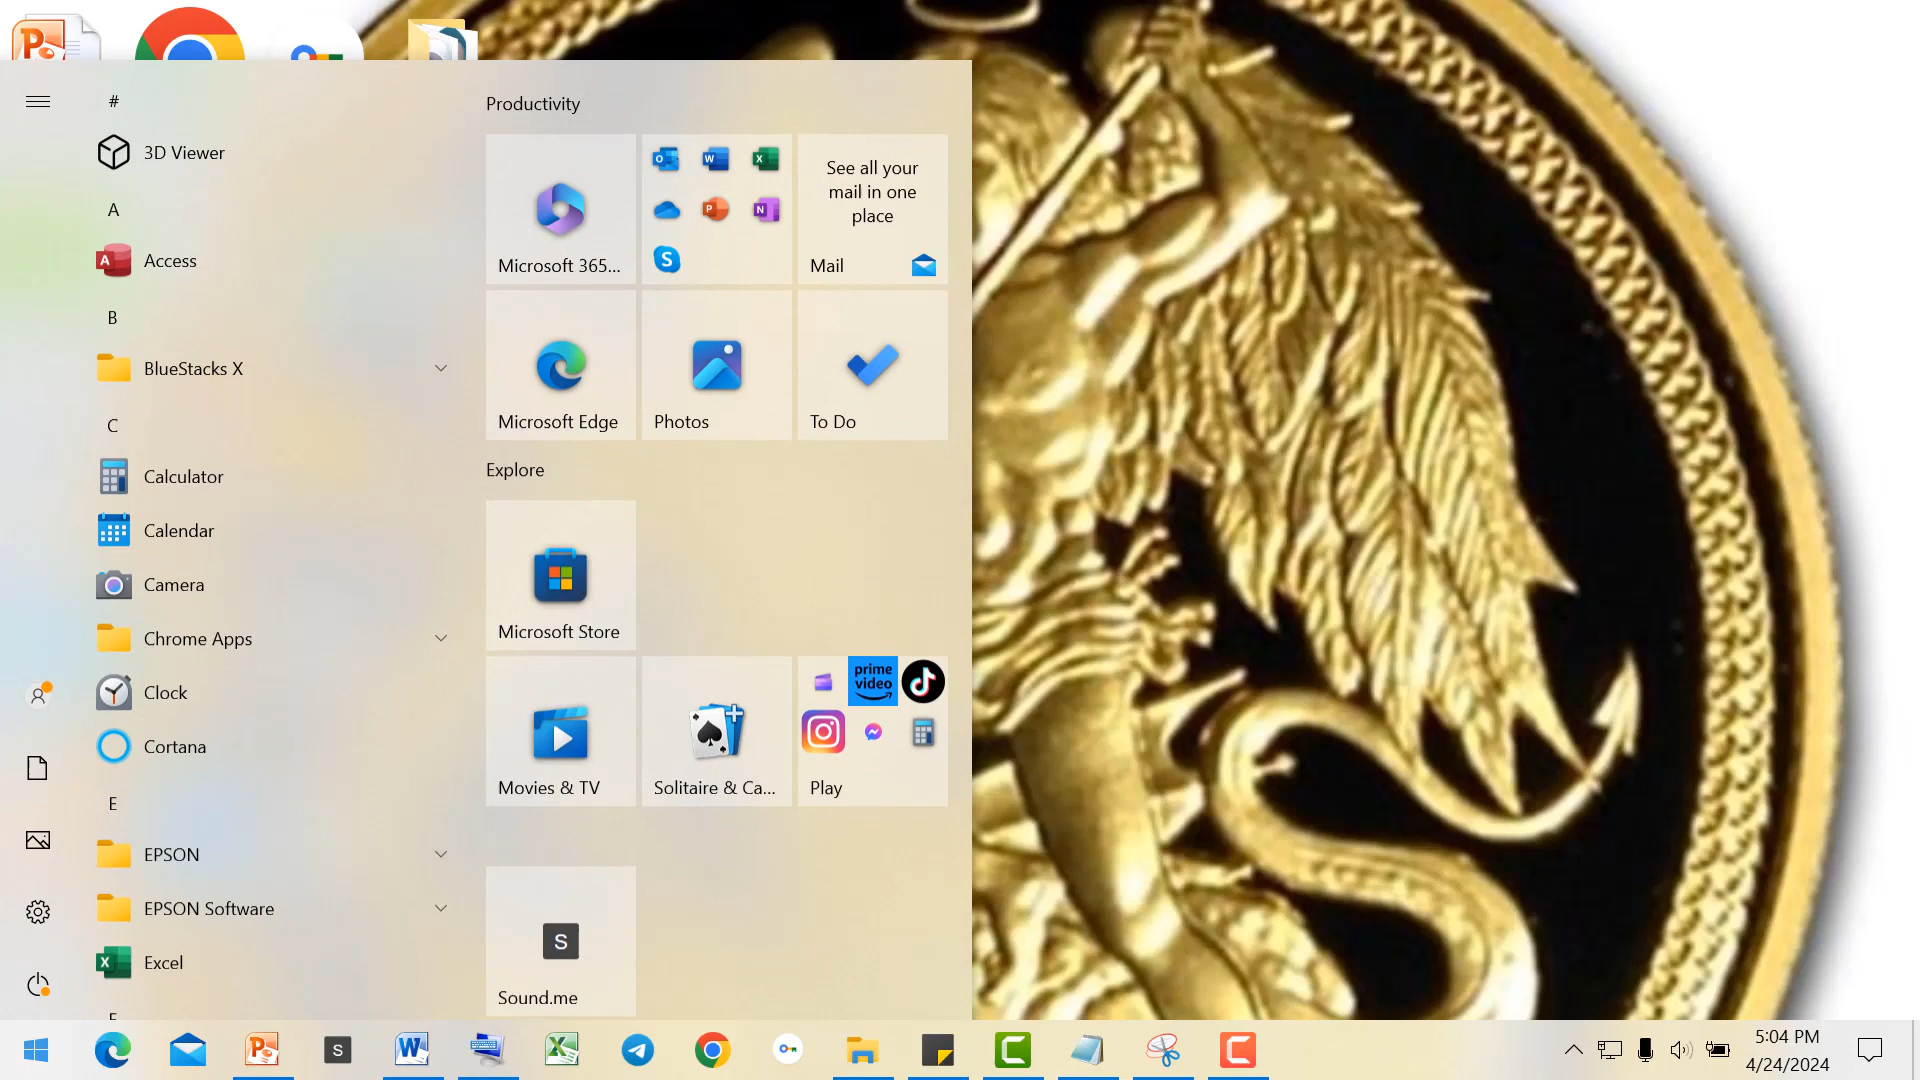 #
3D Viewer
A
Access
B
BlueStacks X
C
Calculator
Calendar
Camera
Chrome Apps
Clock
Cortana
E
EPSON
EPSON Software
Excel
F
Productivity
Microsoft 365...
See all your
mail in one
place
Mail
Microsoft Edge
Photos
To Do
Explore
Microsoft Store
Movies & TV
Solitaire & Ca...
prime
video
Play
S
Sound.me
S
5:04 PM
4/24/2024